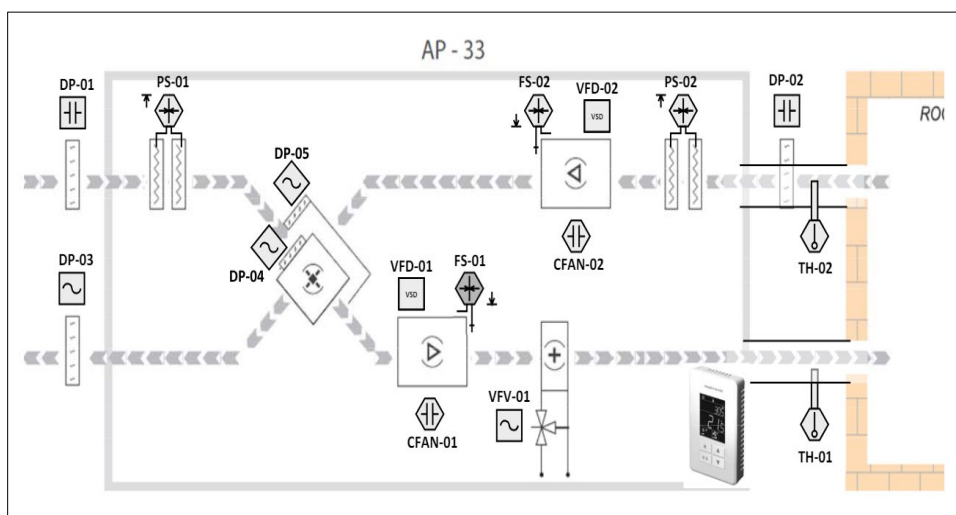 AP - 33
DP-01
PS-01
FS-02
VFD-02
PS-02
DP-02
VSD
ROO
DP-05
DP-04
DP-03
VFD-01
FS-01
CFAN-02
TH-02
VSD
VFV-01
CFAN-01
TH-01